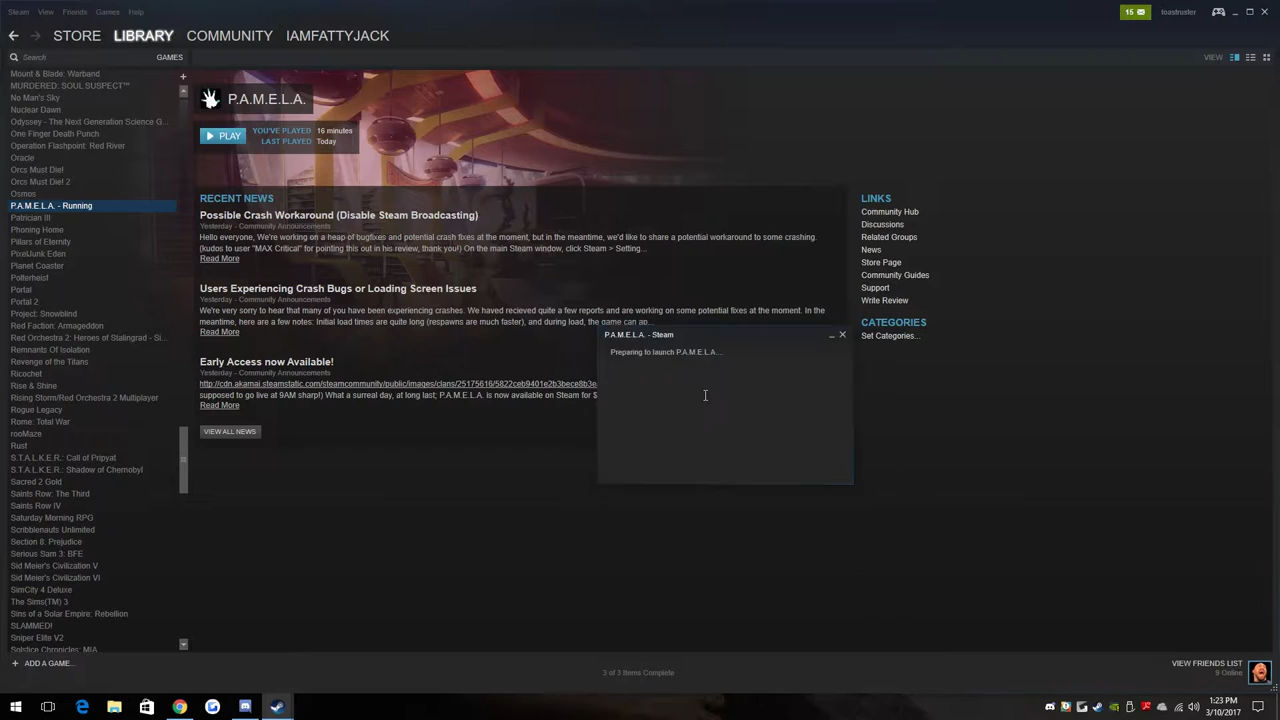 Steam View Friends Games Help
15
loastruster
STORE LIBRARY COMMUNITY IAMFATTYJACK
Search GAMES
VIEW
Mount & Blade: Warband
MURDERED: SOUL SUSPECT™
No Man's Sky
Nuclear Dawn
Odyssey - The Next Generation Science G...
One Finger Death Punch
Operation Flashpoint: Red River
Oracle
Orcs Must Die!
Orcs Must Die! 2
Osmos
P.A.M.E.L.A. - Running
Patrician III
Phoning Home
Pillars of Eternity
PixelJunk Eden
Planet Coaster
Polterheist
Portal
Portal 2
Project: Snowblind
Red Faction: Armageddon
Red Orchestra 2: Heroes of Stalingrad - Si...
Remnants Of Isolation
Revenge of the Titans
Ricochet
Rise & Shine
Rising Storm/Red Orchestra 2 Multiplayer
Rogue Legacy
Rome: Total War
rooMaze
Rust
S.T.A.L.K.E.R.: Call of Pripyat
S.T.A.L.K.E.R.: Shadow of Chernobyl
Sacred 2 Gold
Saints Row: The Third
Saints Row IV
Saturday Morning RPG
Scribblenauts Unlimited
Section 8: Prejudice
Serious Sam 3: BFE
Sid Meier's Civilization V
Sid Meier's Civilization VI
SimCity 4 Deluxe
The Sims(TM) 3
Sins of a Solar Empire: Rebellion
SLAMMED!
Sniper Elite V2
Solstice Chronicles: MIA
+ ADD A GAME...
P.A.M.E.L.A.
PLAY
YOU'VE PLAYED 16 minutes
LAST PLAYED Today
RECENT NEWS
Possible Crash Workaround (Disable Steam Broadcasting)
Yesterday - Community Announcements
Hello everyone, We're working on a heap of bugfixes and potential crash fixes at the moment, but in the meantime, we'd like to share a potential workaround to some crashing.
(kudos to user "MAX Critical" for pointing this out in his review, thank you!) On the main Steam window, click Steam > Setting...
Read More
Users Experiencing Crash Bugs or Loading Screen Issues
Yesterday - Community Announcements
We're very sorry to hear that many of you have been experiencing crashes. We have recieved quite a few reports and are working on some potential fixes at the moment. In the
meantime, here are a few notes: Initial load times are quite long (respawns are much faster), and during load, the game can ap...
Read More
Early Access now Available!
Yesterday - Community Announcements
http://cdn.akamai.steamstatic.com/steamcommunity/public/images/clans/25175616/5822ceb9401e2b3bece8b3e
supposed to go live at 9AM sharp!) What a surreal day, at long last; P.A.M.E.L.A. is now available on Steam for $
Read More
VIEW ALL NEWS
P.A.M.E.L.A. - Steam
Preparing to launch P.A.M.E.L.A....
LINKS
Community Hub
Discussions
Related Groups
News
Store Page
Community Guides
Support
Write Review
CATEGORIES
Set Categories...
3 of 3 Items Complete
VIEW FRIENDS LIST
9 Online
1:23 PM
3/10/2017